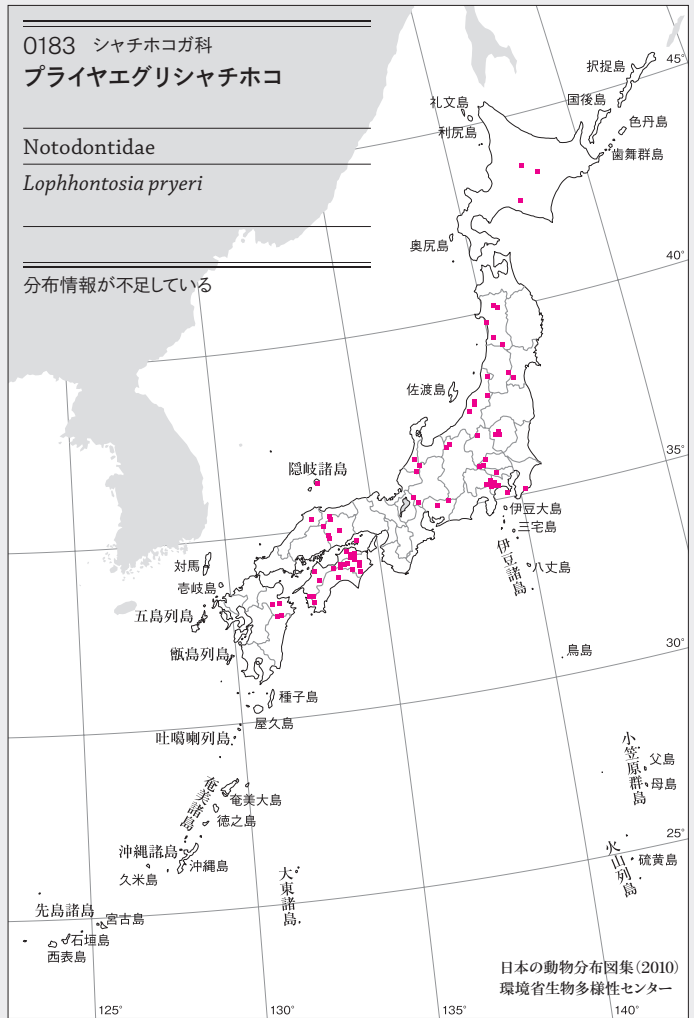 0183 シャチホコガ科
プライヤエグリシャチホコ
Notodontidae
Lophhontosia pryeri
分布情報が不足している
択捉島
45°
礼文島
国後島
色丹島
利尻島
歯舞群島
奥尻島
40°
佐渡島
35°
隠岐諸島
伊豆大島
三宅島
伊豆諸島
八丈島
対馬
壱岐島
五島列島
甑島列島
鳥島
30°
種子島
屋久島
吐噶喇列島
小笠原群島
父島
母島
奄美諸島
奄美大島
徳之島
25°
沖縄諸島
沖縄島
久米島
火山列島
硫黄島
大東諸島
先島諸島
宮古島
石垣島
西表島
日本の動物分布図集(2010)
環境省生物多様性センター
125°
130°
135°
140°